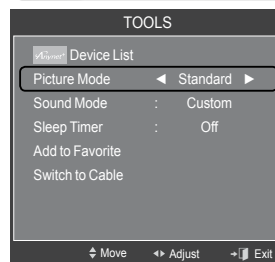 TOOLS
Anynet+ Device List
Picture Mode ◄ Standard ►
Sound Mode : Custom
Sleep Timer : Off
Add to Favorite
Switch to Cable
Move Adjust Exit